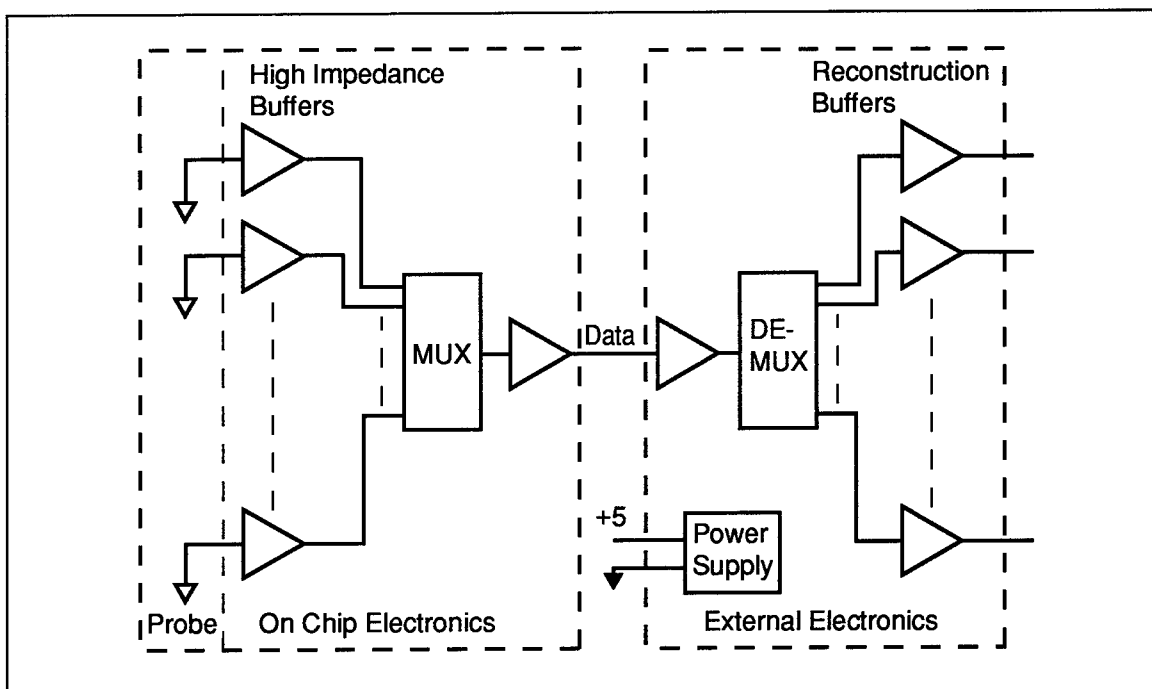 High Impedance
Buffers
Reconstruction
Buffers
MUX
Data
DE-
MUX
+5
Power
Supply
Probe
On Chip Electronics
External Electronics